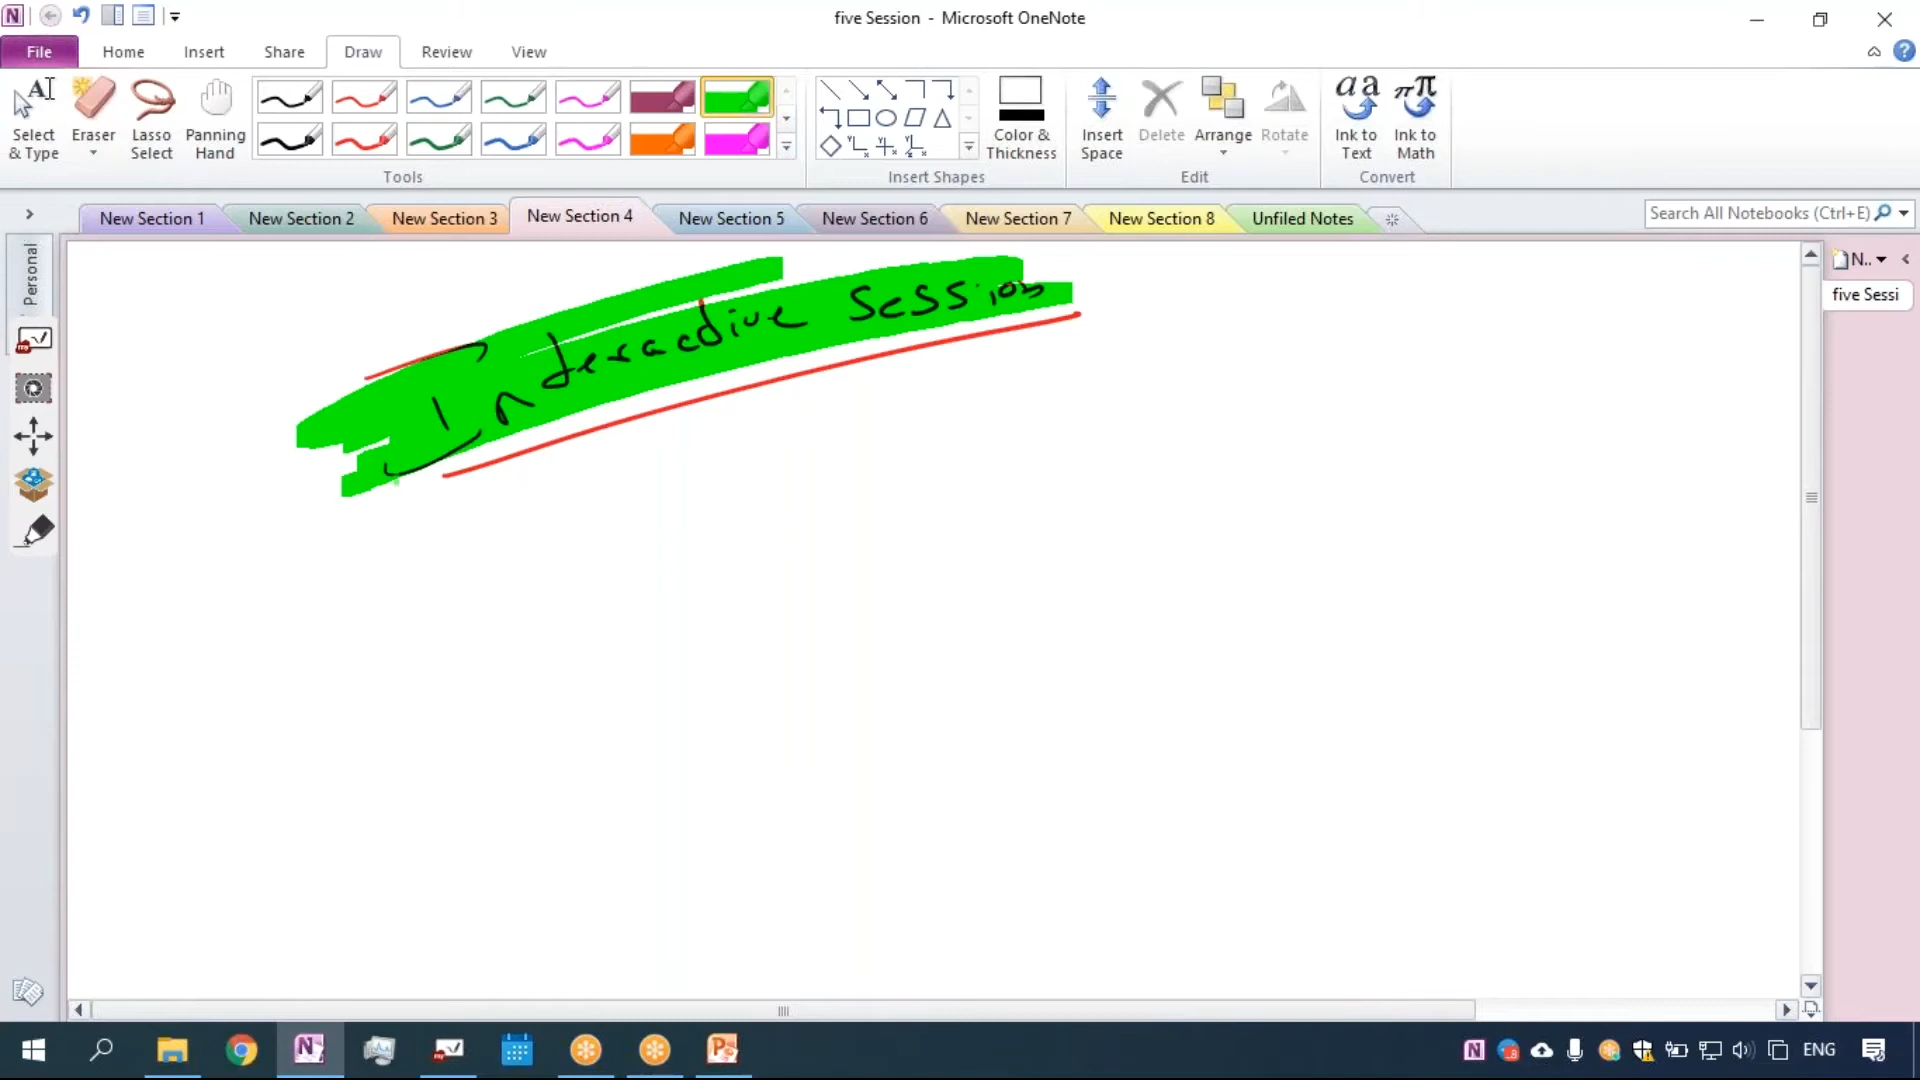 five Session - Microsoft OneNote
File Home Insert Share Draw Review View
Select & Type
Eraser
Lasso Select
Panning Hand
Color & Thickness
Insert Space
Delete
Arrange
Rotate
Ink to Text
Ink to Math
Tools
Insert Shapes
Edit
Convert
New Section 1 New Section 2 New Section 3 New Section 4 New Section 5 New Section 6 New Section 7 New Section 8 Unfiled Notes
Search All Notebooks (Ctrl+E)
Personal
N..
five Sessi
Interactive Session
ENG